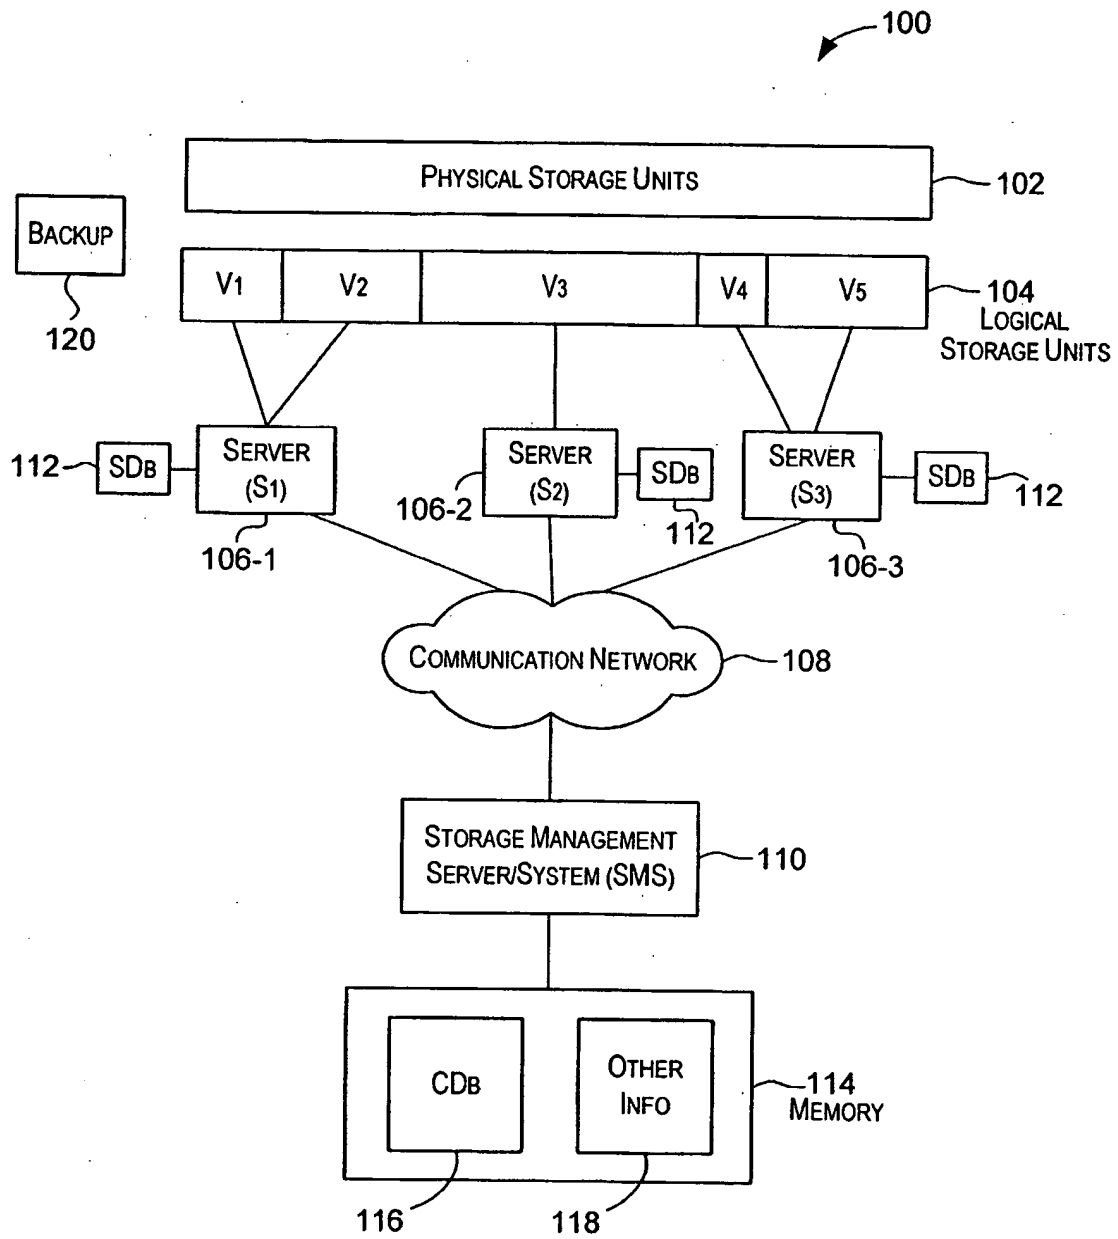 100
PHYSICAL STORAGE UNITS
102
BACKUP
120
V1
V2
V3
V4
V5
104
LOGICAL
STORAGE UNITS
112
SDB
SERVER
(S1)
106-1
SERVER
(S2)
106-2
SDB
112
SERVER
(S3)
106-3
SDB
112
COMMUNICATION NETWORK
108
STORAGE MANAGEMENT
SERVER/SYSTEM (SMS)
110
CDB
116
OTHER
INFO
118
114
MEMORY